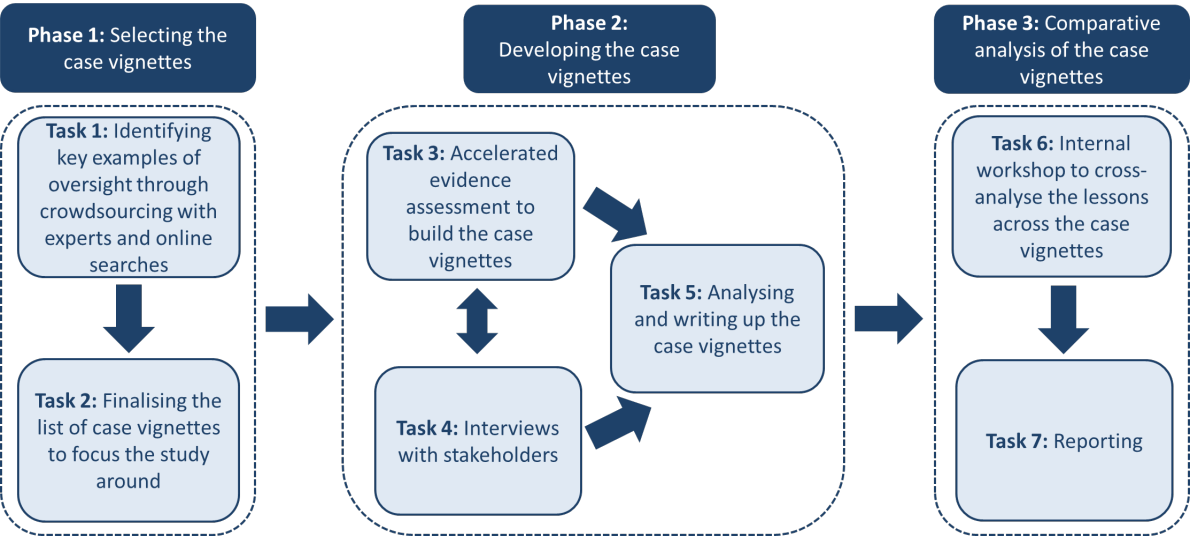 Phase 1: Selecting the
case vignettes
Task 1: Identifying
key examples of
oversight through
crowdsourcing with
experts and online
searches
Task 2: Finalising the
list of case vignettes
to focus the study
around
Phase 2:
Developing the case
vignettes
Task 3: Accelerated
evidence
assessment to
build the case
vignettes
Task 4: Interviews
with stakeholders
Task 5: Analysing
and writing up the
case vignettes
Phase 3: Comparative
analysis of the case
vignettes
Task 6: Internal
workshop to cross-
analyse the lessons
across the case
vignettes
Task 7: Reporting